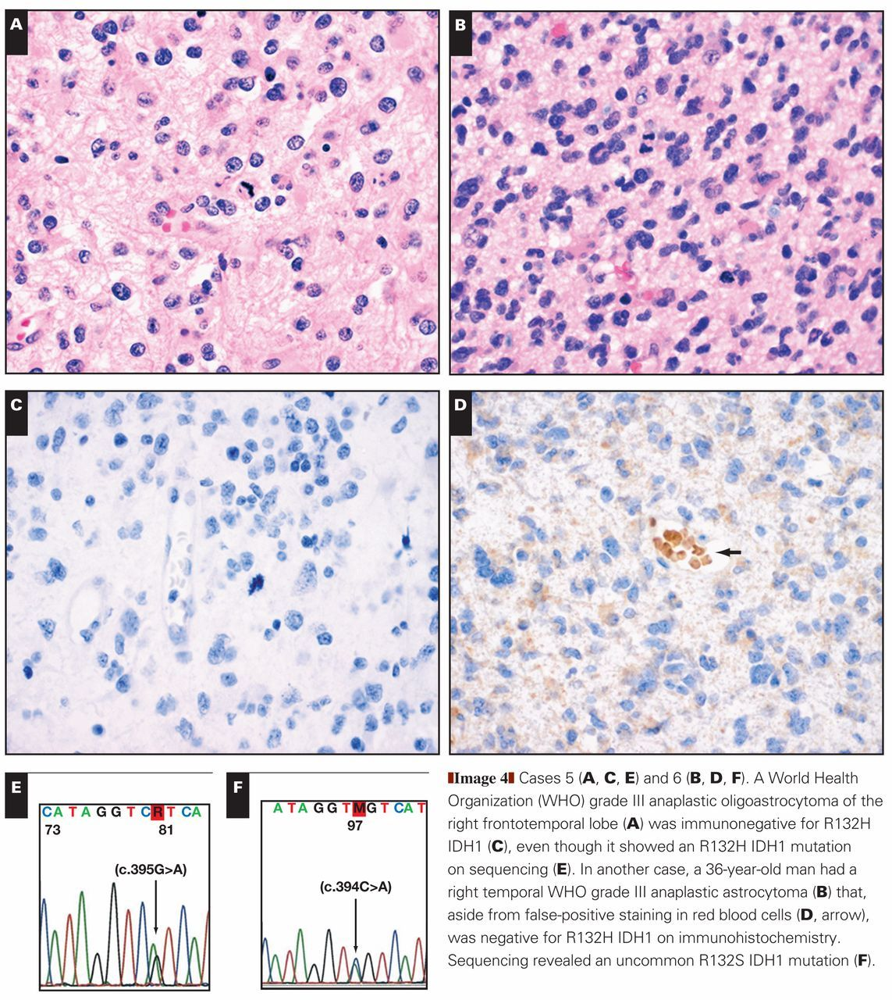 A
B
C
D
E
F
CATAGGTCRTCA
73 81
(c.395G>A)
ATAGGTMGTCAT
97
(c.394C>A)
❚Image 4❚ Cases 5 (A, C, E) and 6 (B, D, F). A World Health
Organization (WHO) grade III anaplastic oligoastrocytoma of the
right frontotemporal lobe (A) was immunonegative for R132H
IDH1 (C), even though it showed an R132H IDH1 mutation
on sequencing (E). In another case, a 36-year-old man had a
right temporal WHO grade III anaplastic astrocytoma (B) that,
aside from false-positive staining in red blood cells (D, arrow),
was negative for R132H IDH1 on immunohistochemistry.
Sequencing revealed an uncommon R132S IDH1 mutation (F).